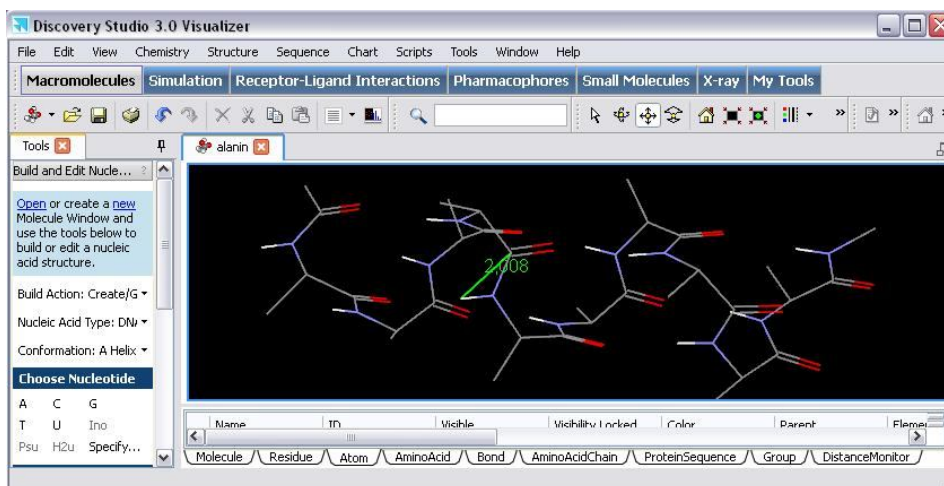 Discovery Studio 3.0 Visualizer
File Edit View Chemistry Structure Sequence Chart Scripts Tools Window Help
Macromolecules Simulation Receptor-Ligand Interactions Pharmacophores Small Molecules X-ray My Tools
Tools alanin
Build and Edit Nucle... ?
Open or create a new
Molecule Window and
use the tools below to
build or edit a nucleic
acid structure.
2,008
Build Action: Create/G
Nucleic Acid Type: DN
Conformation: A Helix
Choose Nucleotide
A C G
T U Ino
Psu H2u Specify...
Name ID Visible Visibility Locked Color Parent Eleme
Molecule Residue Atom AminoAcid Bond AminoAcidChain ProteinSequence Group DistanceMonitor